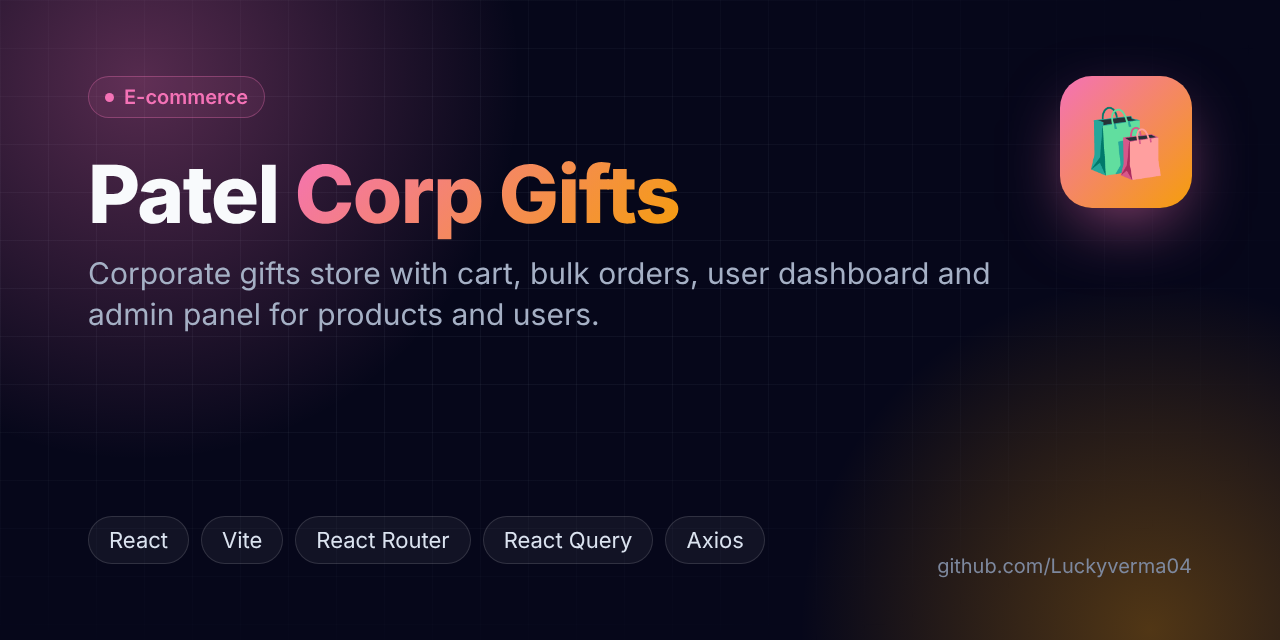 E-commerce
Patel Corp Gifts
Corporate gifts store with cart, bulk orders, user dashboard and
admin panel for products and users.
React
Vite
React Router
React Query
Axios
github.com/Luckyverma04